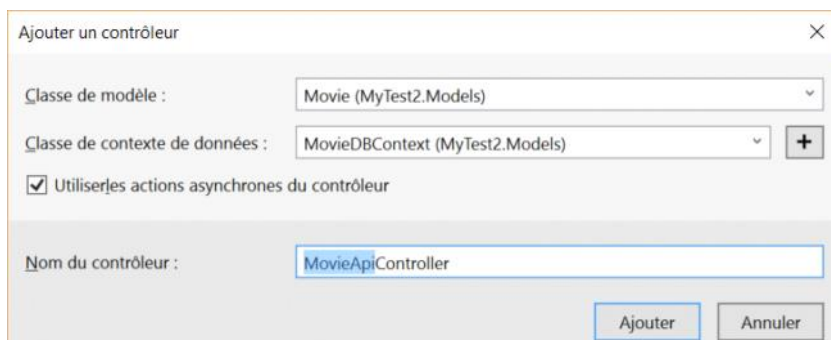 Ajouter un contrôleur
Classe de modèle : Movie (MyTest2.Models)
Classe de contexte de données : MovieDBContext (MyTest2.Models) +
Utiliserles actions asynchrones du contrôleur
Nom du contrôleur : MovieApiController
Ajouter Annuler